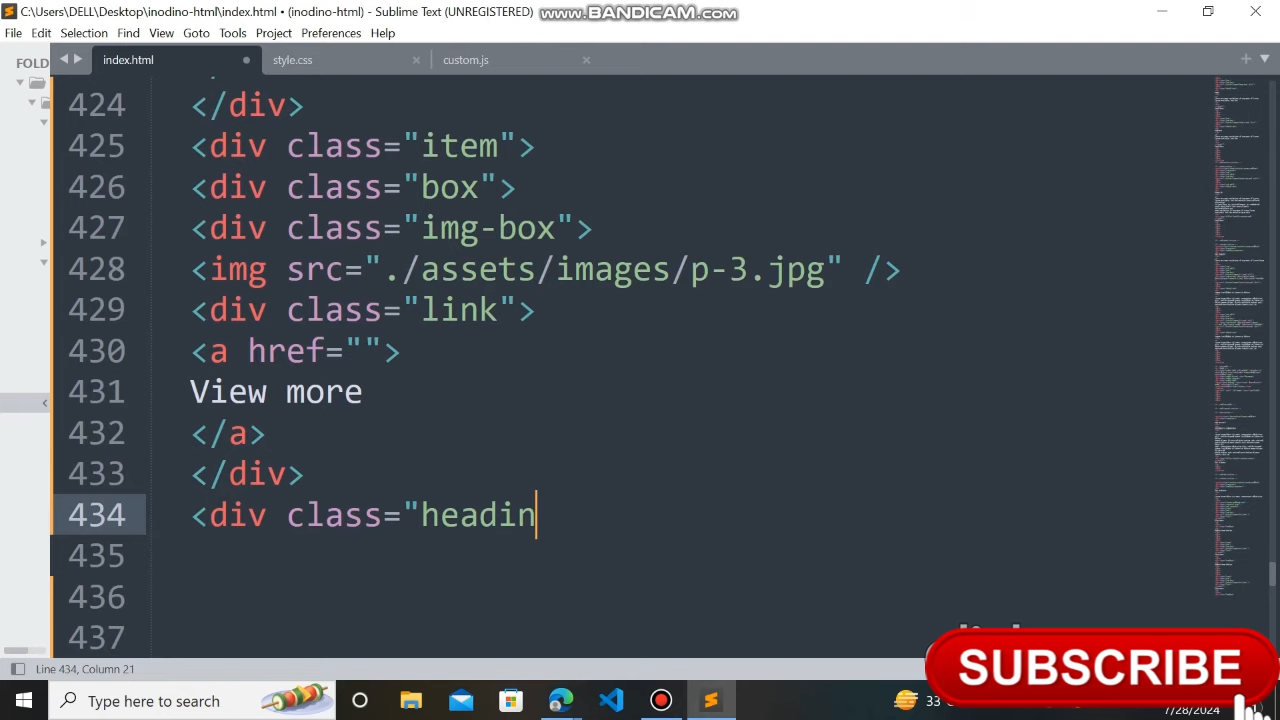 C:\Users\DELL\Desktop\inodino-html\index.html • (inodino-html) - Sublime Text (UNREGISTERED)
www.BANDICAM.com
File Edit Selection Find View Goto Tools Project Preferences Help
FOLD
index.html
style.css
custom.js
424 </div>
425 <div class="item">
426 <div class="box">
427 <div class="img-box">
428 <img src="./assets/images/p-3.jpg" />
429 <div class="link"
430 <a href="">
431 View more
432 </a>
433 </div>
434 <div class="headi
435
436
437
Line 434, Column 21
SUBSCRIBE
Type here to search
33
7/28/2024